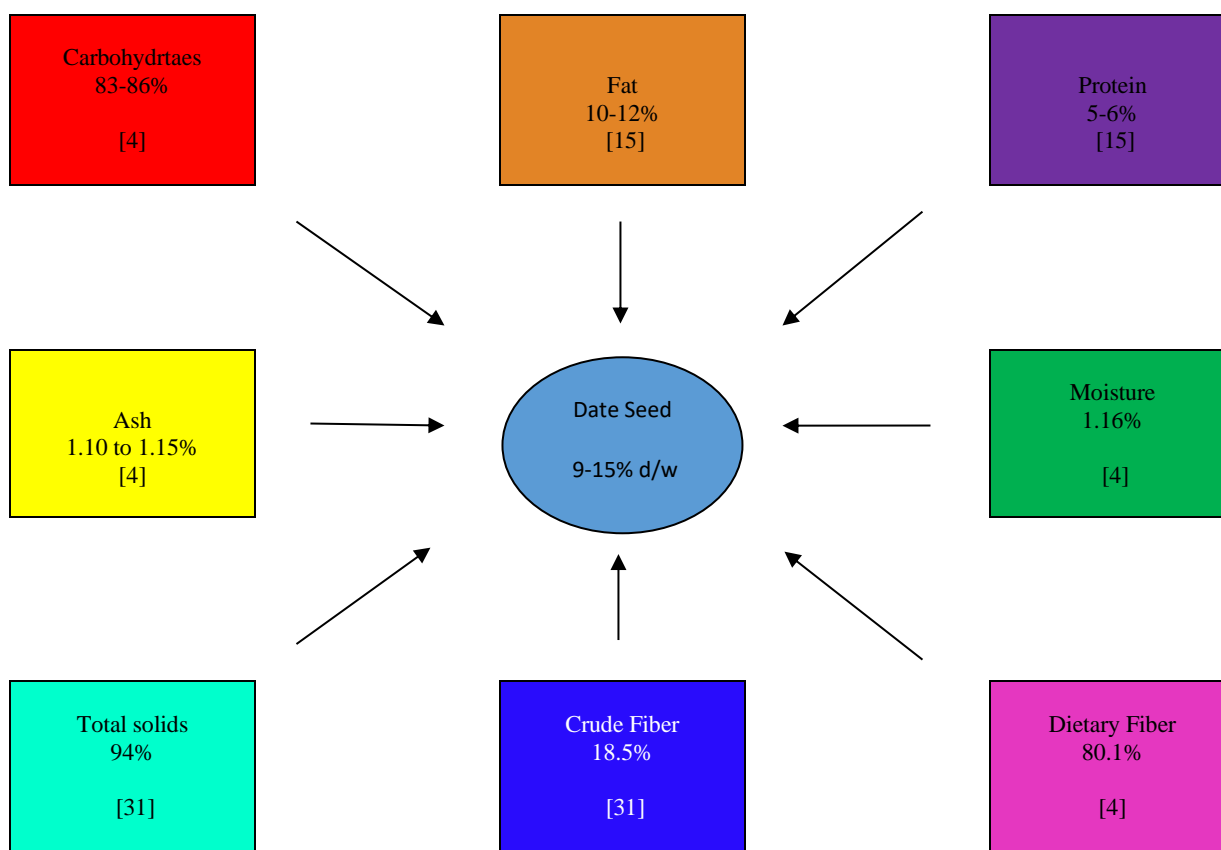 Carbohydrtaes
83-86%
[4]
Fat
10-12%
[15]
Protein
5-6%
[15]
Ash
1.10 to 1.15%
[4]
Date Seed
9-15% d/w
Moisture
1.16%
[4]
Total solids
94%
[31]
Crude Fiber
18.5%
[31]
Dietary Fiber
80.1%
[4]